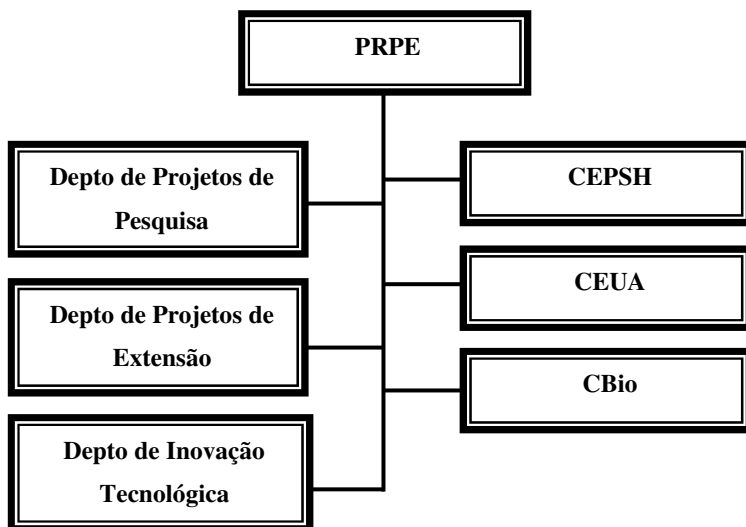 PRPE
Depto de Projetos de
Pesquisa
CEPSH
Depto de Projetos de
Extensão
CEUA
CBio
Depto de Inovação
Tecnológica